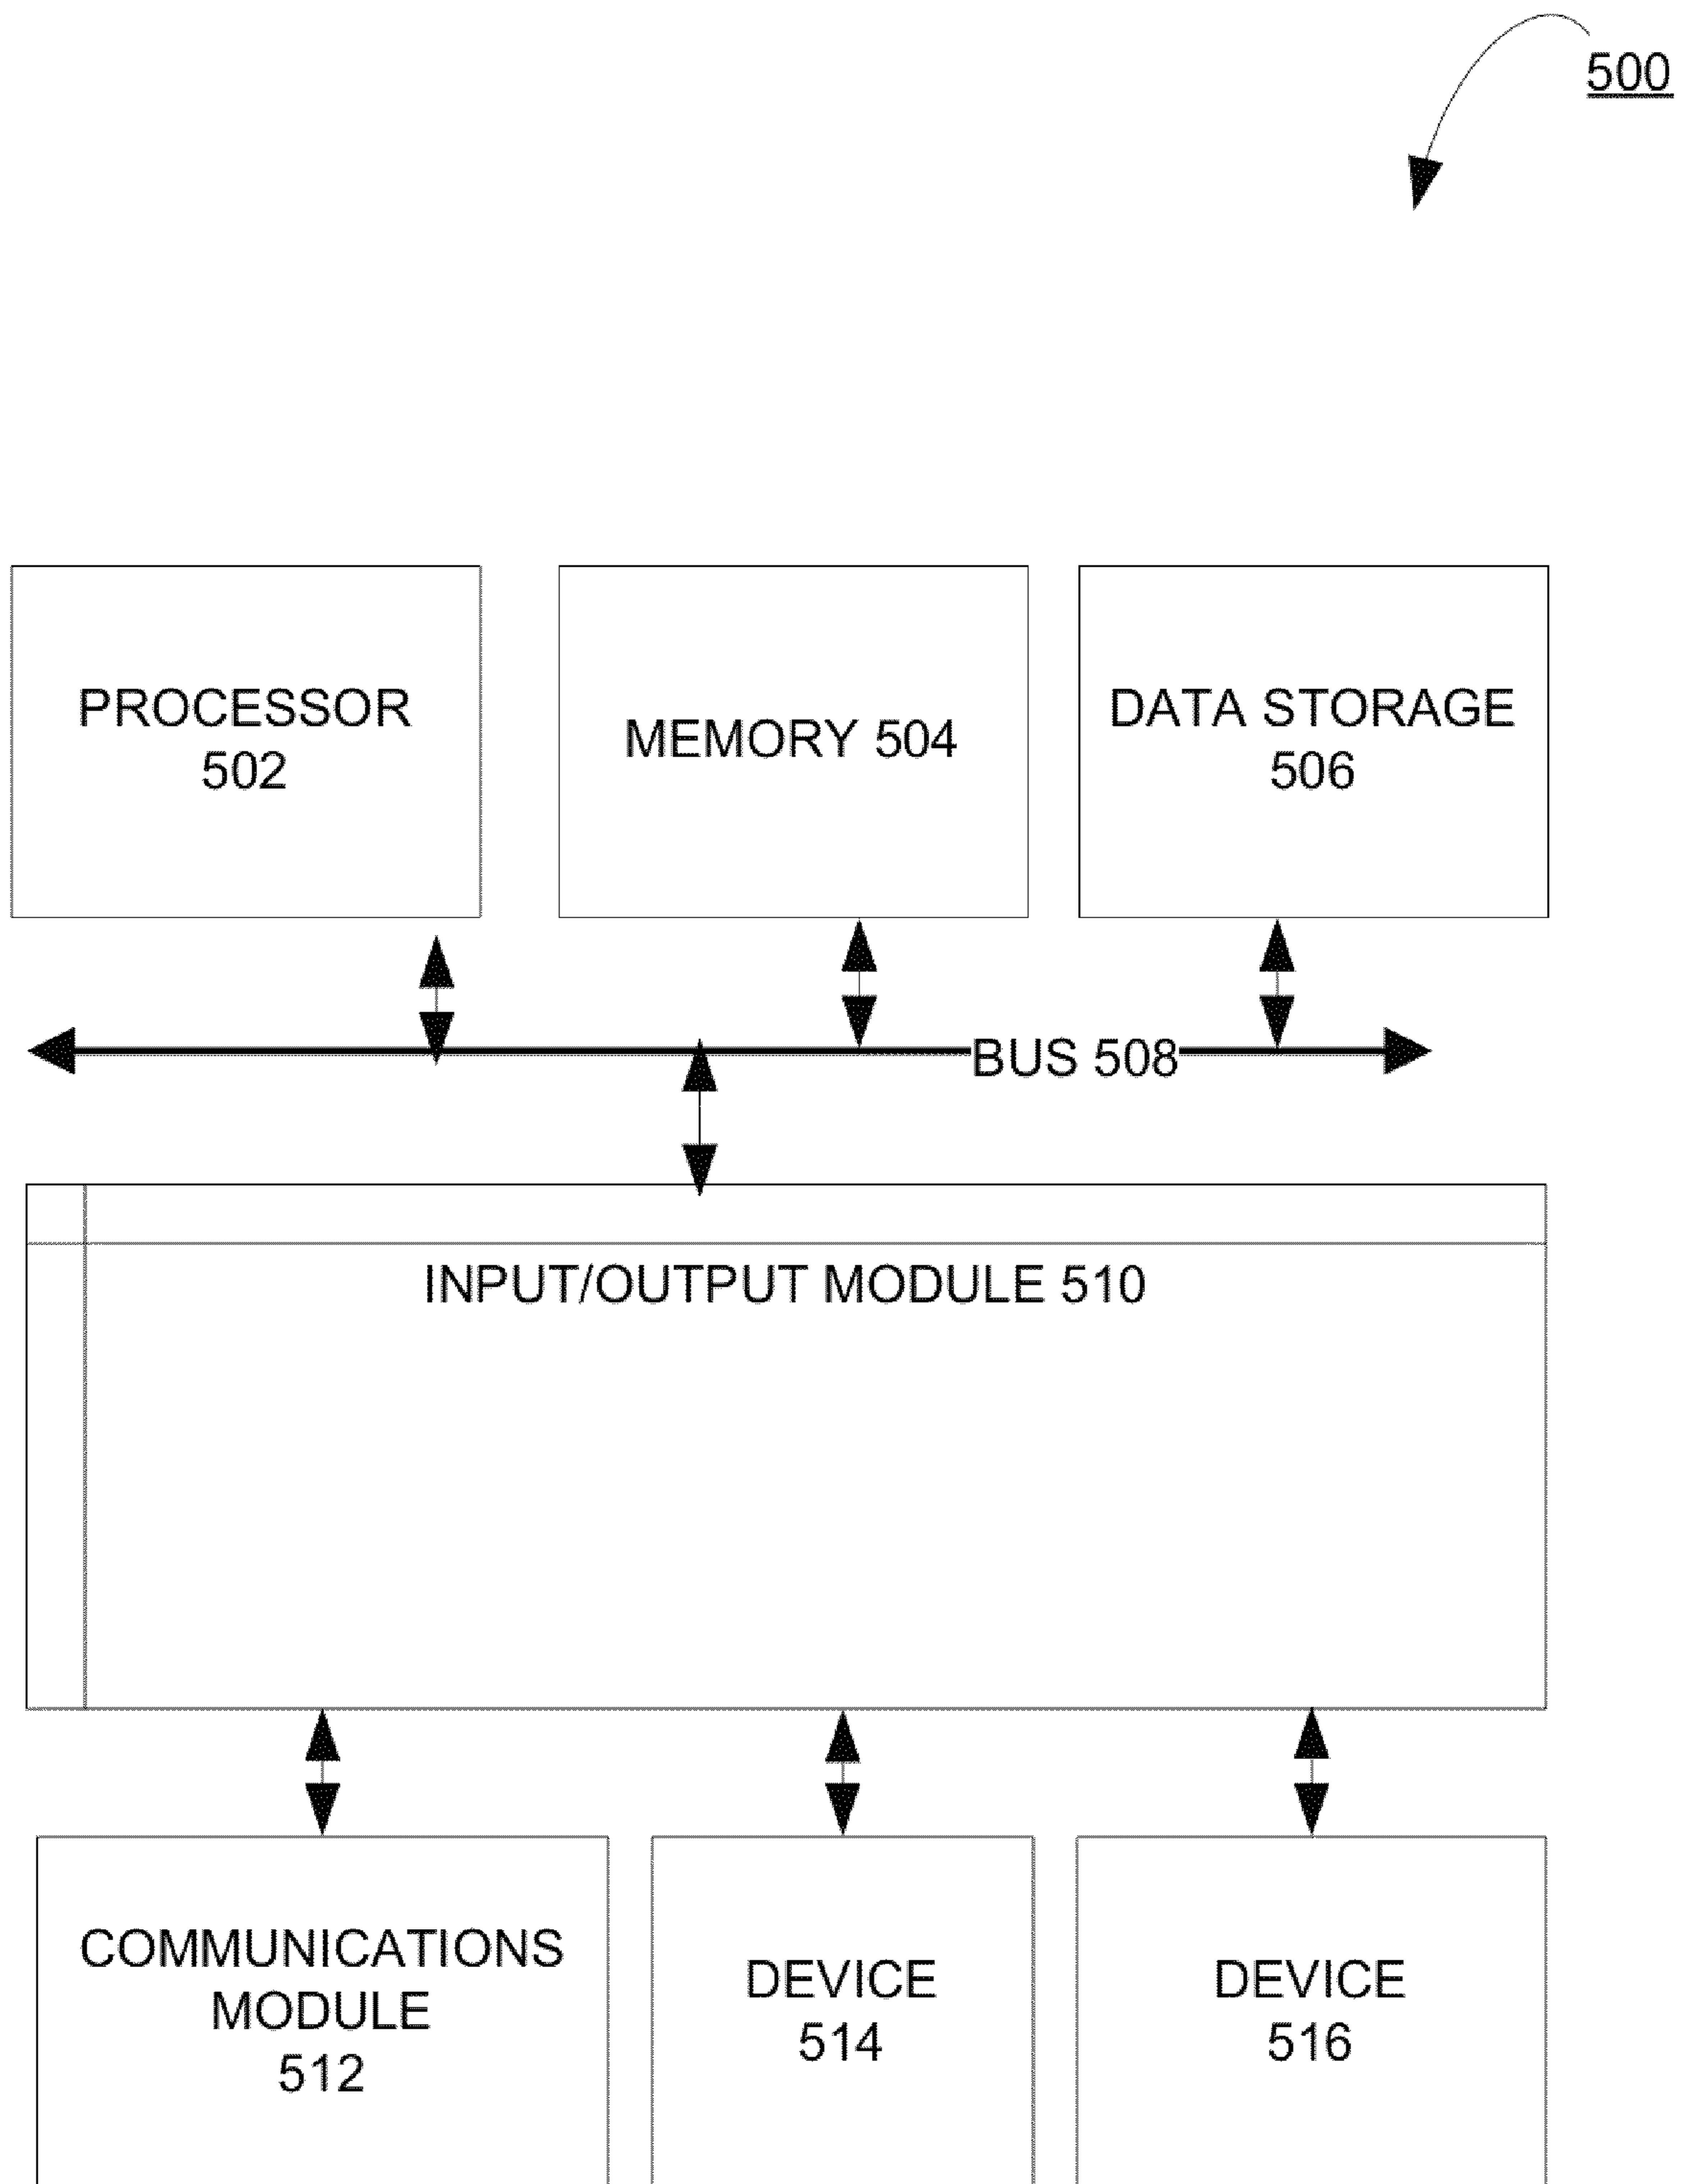 500
PROCESSOR
502
MEMORY 504
DATA STORAGE
506
BUS 508
INPUT/OUTPUT MODULE 510
COMMUNICATIONS
MODULE
512
DEVICE
514
DEVICE
516